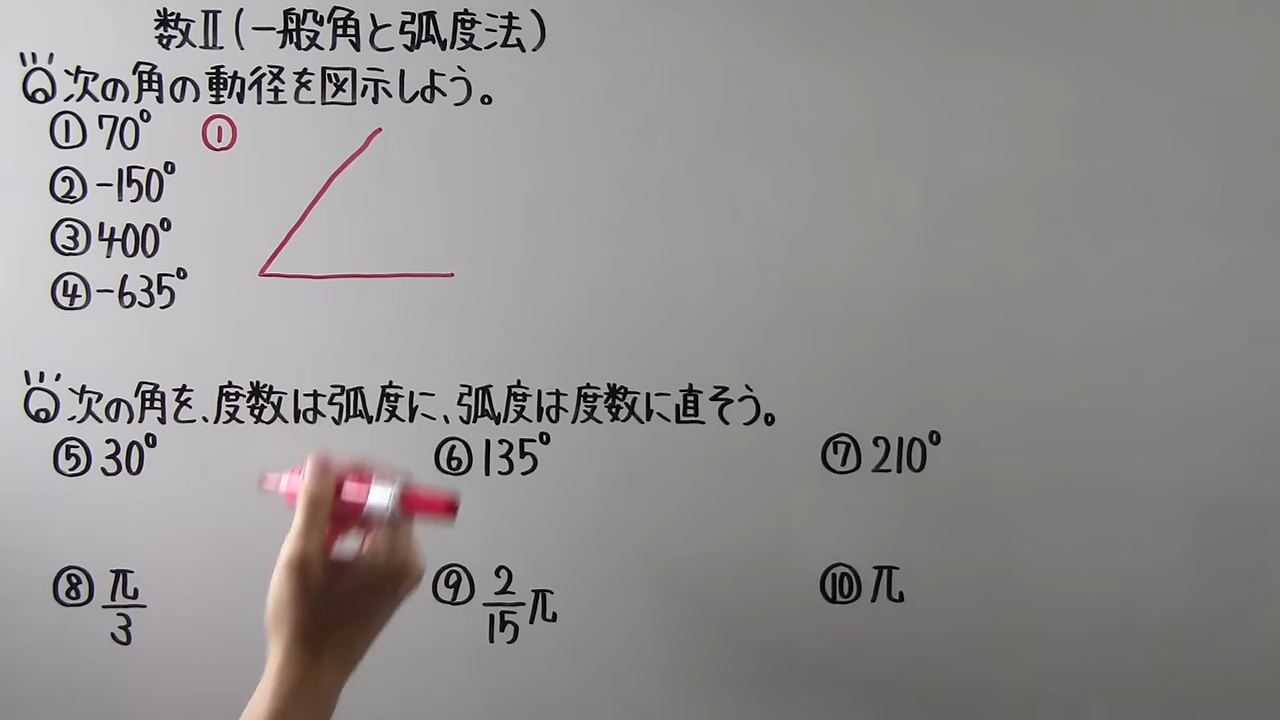 数Ⅱ(一般角と弧度法)
次の角の動径を図示しよう。
① 70° ①
② -150°
③ 400°
④ -635°
次の角を、度数は弧度に、弧度は度数に直そう。
⑤ 30° ⑥ 135° ⑦ 210°
⑧ π/3 ⑨ 2/15 π ⑩ π